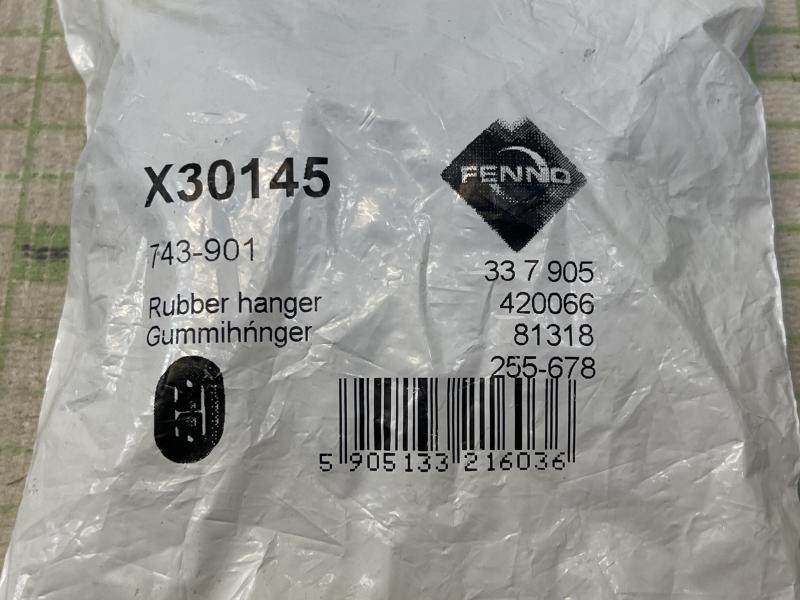 FENNO
X30145
743-901
Rubber hanger
Gummihńnger
33 7 905
420066
81318
255-678
5 905133 216036